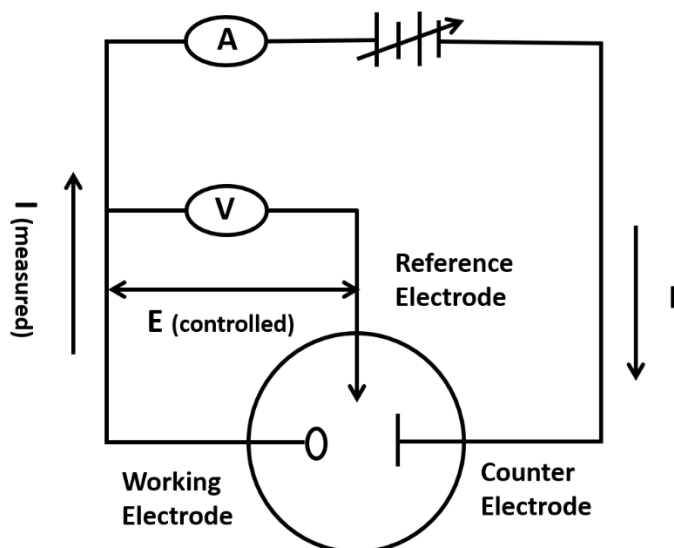 A
V
I (measured)
E (controlled)
Reference
Electrode
I
Working
Electrode
Counter
Electrode